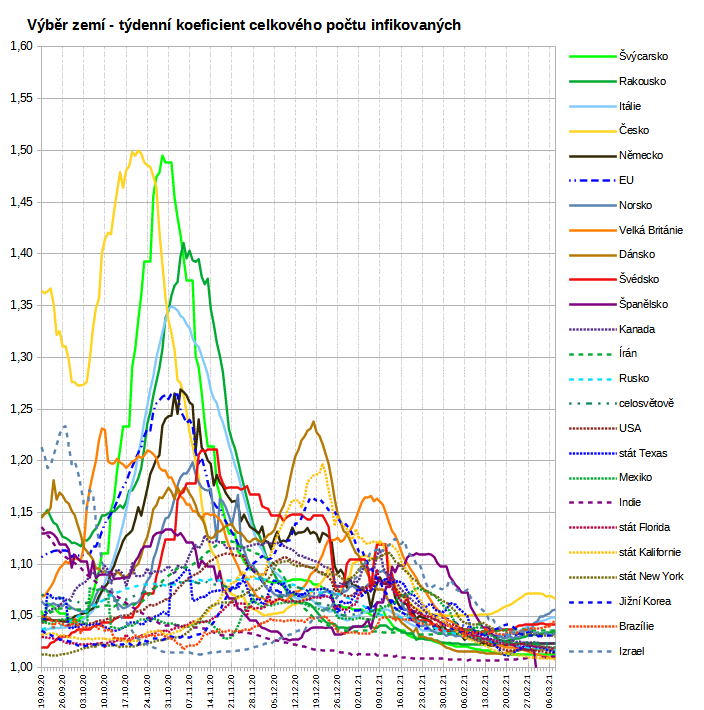 Výběr zemí - týdenní koeficient celkového počtu infikovaných
1,60
1,55
1,50
1,45
1,40
1,35
1,30
1,25
1,20
1,15
1,10
1,05
1,00
Švýcarsko
Rakousko
Itálie
Česko
Německo
EU
Norsko
Velká Británie
Dánsko
Švédsko
Španělsko
Kanada
Írán
Rusko
celosvětově
USA
stát Texas
Mexiko
Indie
stát Florida
stát Kalifornie
stát New York
Jižní Korea
Brazílie
Izrael
19.09.20
26.09.20
03.10.20
10.10.20
17.10.20
24.10.20
31.10.20
07.11.20
14.11.20
21.11.20
28.11.20
05.12.20
12.12.20
19.12.20
26.12.20
02.01.21
09.01.21
16.01.21
23.01.21
30.01.21
06.02.21
13.02.21
20.02.21
27.02.21
06.03.21